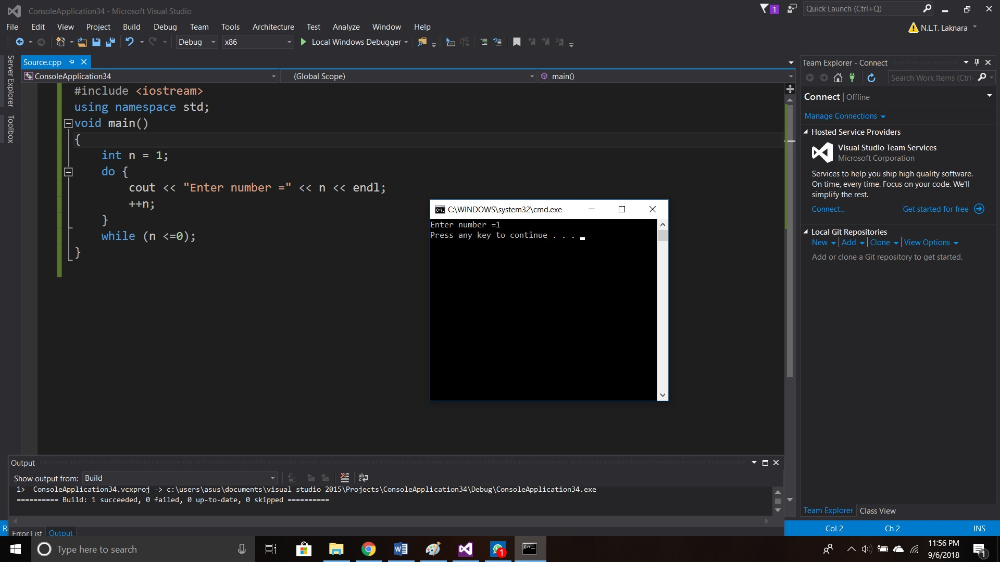 ConsoleApplication34 - Microsoft Visual Studio
1
Quick Launch (Ctrl+Q)
File Edit View Project Build Debug Team Tools Architecture Test Analyze Window Help
N.L.T. Laknara
Debug x86 Local Windows Debugger
Server Explorer
Toolbox
Source.cpp
ConsoleApplication34 (Global Scope) main()
#include <iostream>
using namespace std;
void main()
{
int n = 1;
do {
cout << "Enter number =" << n << endl;
++n;
}
while (n <=0);
}
C:\WINDOWS\system32\cmd.exe
Enter number =1
Press any key to continue . . .
Team Explorer - Connect
Search Work Items (Ctrl-
Connect | Offline
Manage Connections
Hosted Service Providers
Visual Studio Team Services
Microsoft Corporation
Services to help you ship high quality software.
On time, every time. Focus on your code. We'll
simplify the rest.
Connect... Get started for free
Local Git Repositories
New Add Clone View Options
Add or clone a Git repository to get started.
Team Explorer Class View
Output
Show output from: Build
1> ConsoleApplication34.vcxproj -> c:\users\asus\documents\visual studio 2015\Projects\ConsoleApplication34\Debug\ConsoleApplication34.exe
========== Build: 1 succeeded, 0 failed, 0 up-to-date, 0 skipped ==========
Error List Output
Col 2 Ch 2 INS
Type here to search
1
11:56 PM
9/6/2018
1